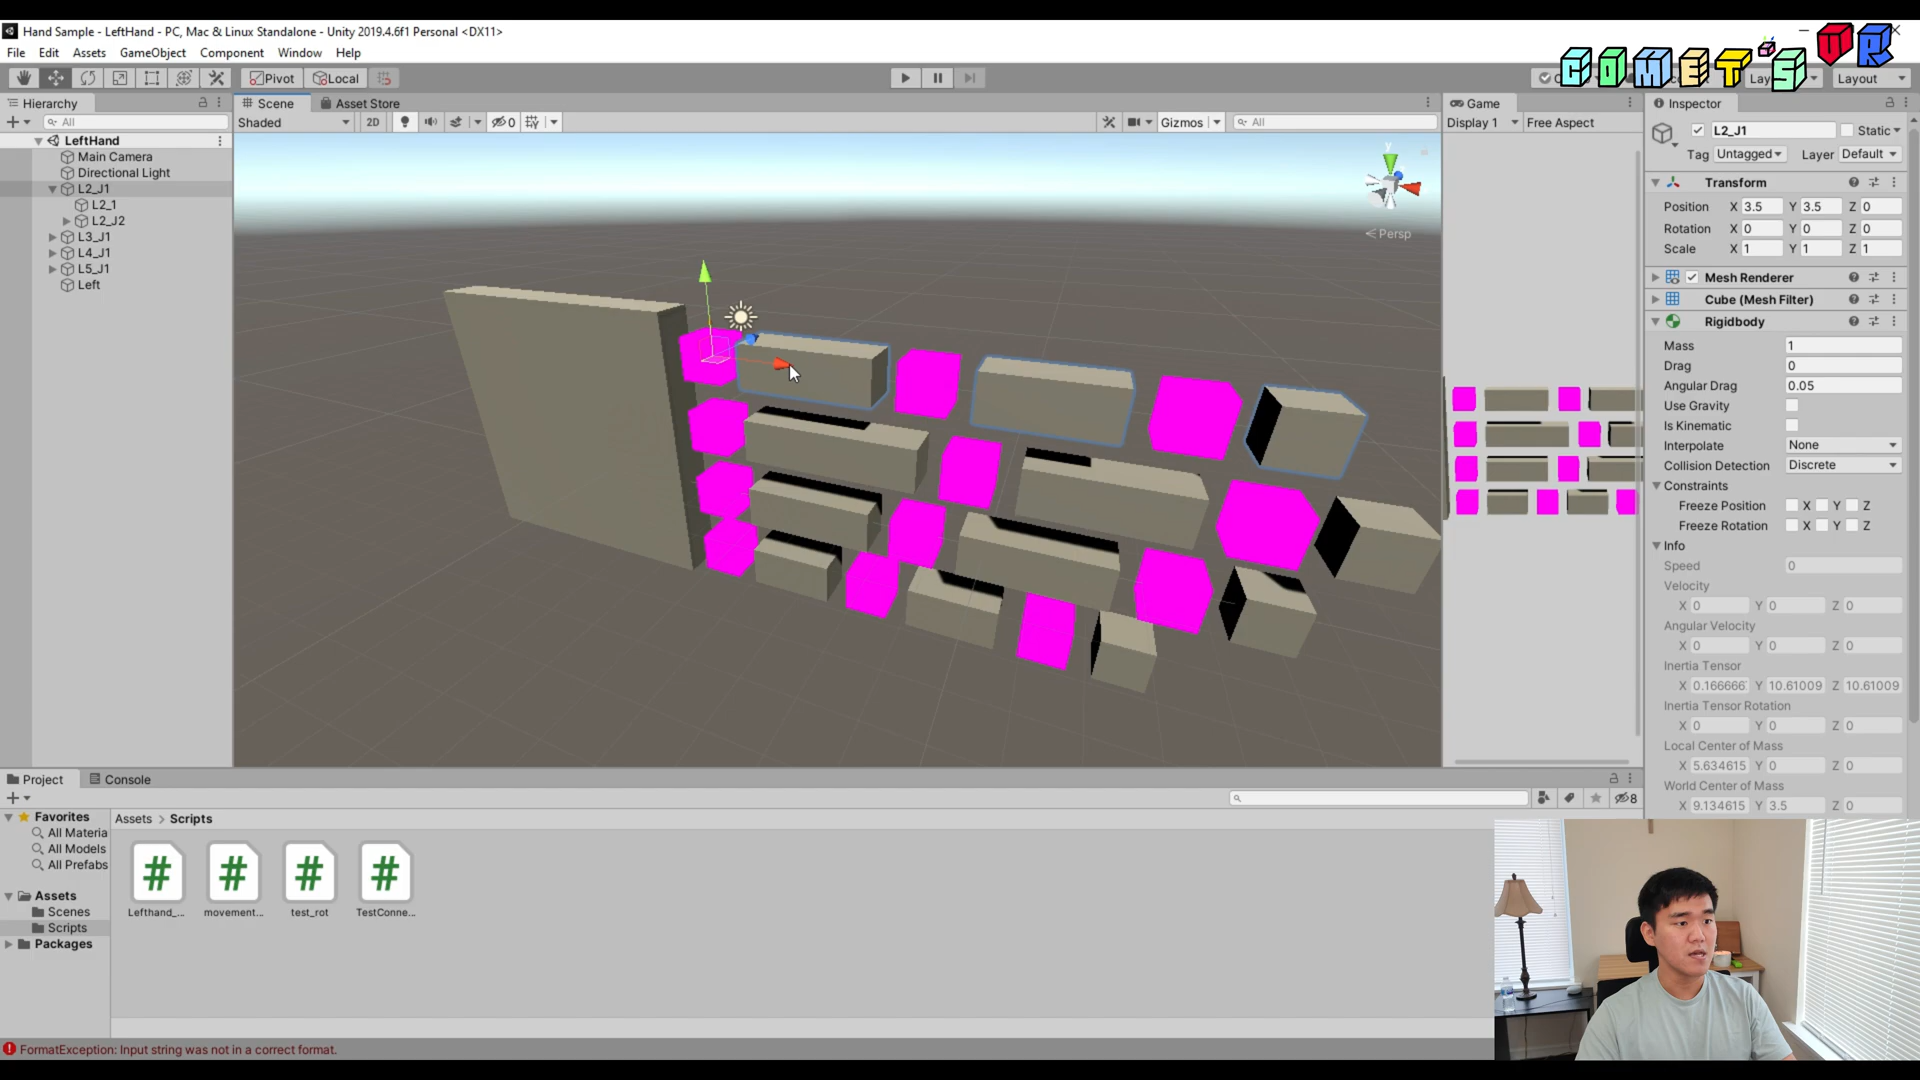 Hand Sample - LeftHand - PC, Mac & Linux Standalone - Unity 2019.4.6f1 Personal <DX11>
COMET'S VR
File Edit Assets GameObject Component Window Help
Pivot Local Layout
Hierarchy
Scene Asset Store
Game
Inspector
All
Shaded 2D 0 Gizmos All
Display 1 Free Aspect
L2_J1 Static
Tag Untagged Layer Default
LeftHand
Main Camera
Directional Light
L2_J1
L2_1
L2_J2
L3_J1
L4_J1
L5_J1
Left
y
Persp
Transform
Position X 3.5 Y 3.5 Z 0
Rotation X 0 Y 0 Z 0
Scale X 1 Y 1 Z 1
Mesh Renderer
Cube (Mesh Filter)
Rigidbody
Mass 1
Drag 0
Angular Drag 0.05
Use Gravity
Is Kinematic
Interpolate None
Collision Detection Discrete
Constraints
Freeze Position X Y Z
Freeze Rotation X Y Z
Info
Speed 0
Velocity
X 0 Y 0 Z 0
Angular Velocity
X 0 Y 0 Z 0
Inertia Tensor
X 0.166666 Y 10.61009 Z 10.61009
Inertia Tensor Rotation
X 0 Y 0 Z 0
Local Center of Mass
X 5.634615 Y 0 Z 0
World Center of Mass
X 9.134615 Y 3.5 Z 0
Project Console
8
Favorites
All Materia
All Models
All Prefabs
Assets
Scenes
Scripts
Packages
Assets > Scripts
Lefthand_... movement... test_rot TestConne...
FormatException: Input string was not in a correct format.